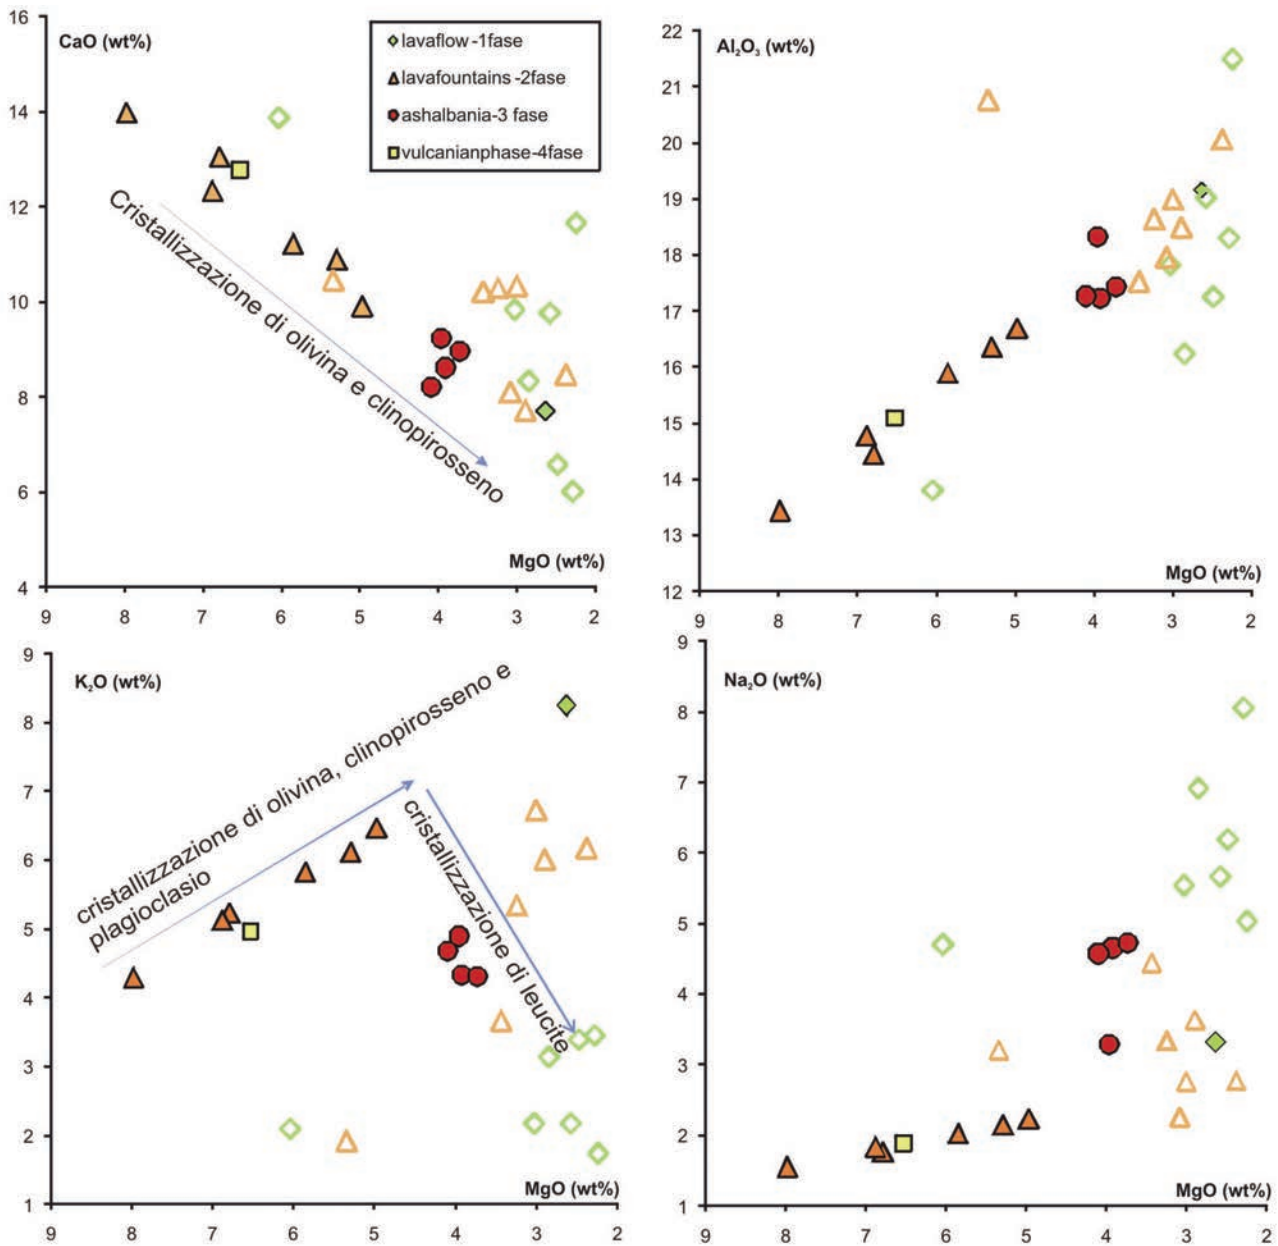 CaO (wt%)
lavaflow -1fase
lavafountains -2fase
ashalbania-3 fase
vulcanianphase-4fase
16
14
12
10
8
6
4
Cristallizzazione di olivina e clinopirosseno
MgO (wt%)
9 8 7 6 5 4 3 2
Al₂O₃ (wt%)
22
21
20
19
18
17
16
15
14
13
12
MgO (wt%)
9 8 7 6 5 4 3 2
K₂O (wt%)
9
8
7
6
5
4
3
2
1
cristallizzazione di olivina, clinopirosseno e
plagioclasio
cristallizzazione di leucite
MgO (wt%)
9 8 7 6 5 4 3 2
Na₂O (wt%)
9
8
7
6
5
4
3
2
1
MgO (wt%)
9 8 7 6 5 4 3 2